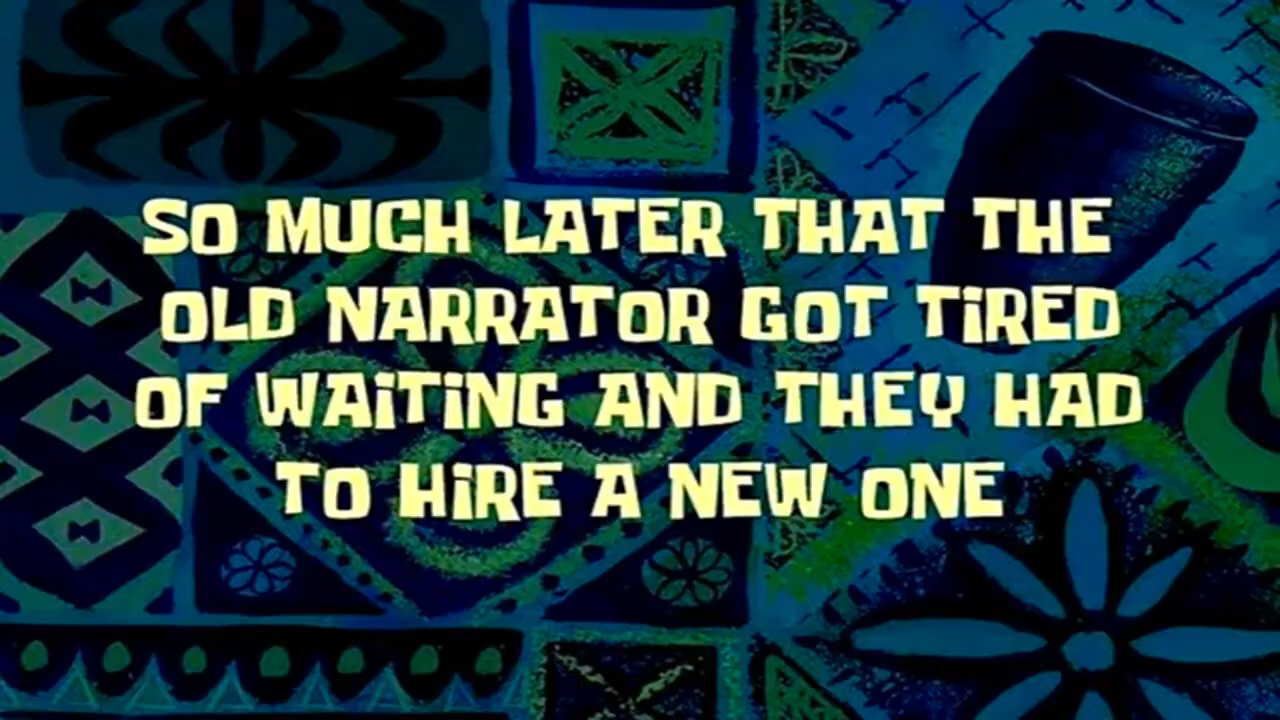 SO MUCH LATER THAT THE
OLD NARRATOR GOT TiRED
OF WAiTiNG AND THEY HAD
TO HiRE A NEW ONE